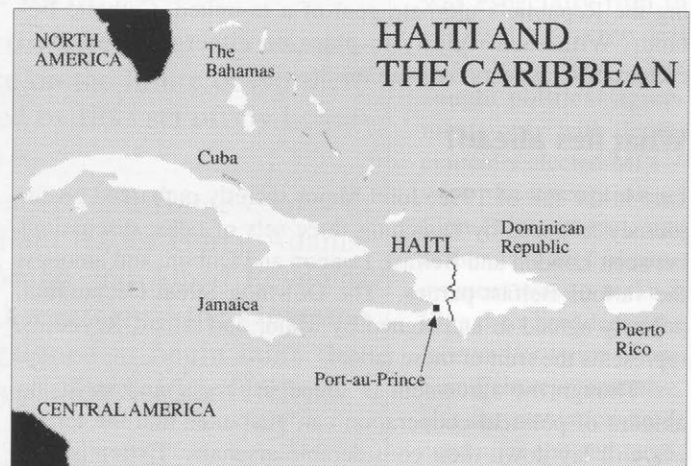 HAITI AND
THE CARIBBEAN
NORTH
AMERICA
The
Bahamas
Cuba
HAITI
Dominican
Republic
Jamaica
Puerto
Rico
Port-au-Prince
CENTRAL AMERICA